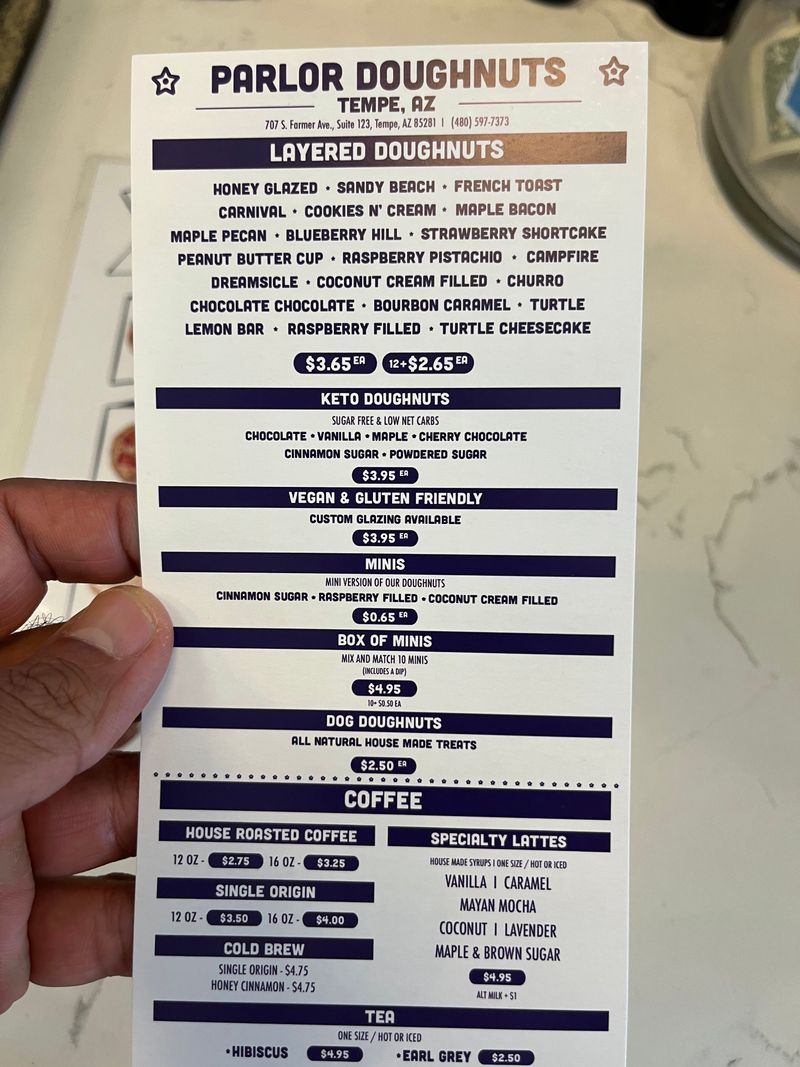 PARLOR DOUGHNUTS
TEMPE, AZ
707 S. Farmer Ave., Suite 123, Tempe, AZ 85281 | (480) 597-7373
LAYERED DOUGHNUTS
HONEY GLAZED • SANDY BEACH • FRENCH TOAST
CARNIVAL • COOKIES N' CREAM • MAPLE BACON
MAPLE PECAN • BLUEBERRY HILL • STRAWBERRY SHORTCAKE
PEANUT BUTTER CUP • RASPBERRY PISTACHIO • CAMPFIRE
DREAMSICLE • COCONUT CREAM FILLED • CHURRO
CHOCOLATE CHOCOLATE • BOURBON CARAMEL • TURTLE
LEMON BAR • RASPBERRY FILLED • TURTLE CHEESECAKE
$3.65 EA 12+$2.65 EA
KETO DOUGHNUTS
SUGAR FREE & LOW NET CARBS
CHOCOLATE • VANILLA • MAPLE • CHERRY CHOCOLATE
CINNAMON SUGAR • POWDERED SUGAR
$3.95 EA
VEGAN & GLUTEN FRIENDLY
CUSTOM GLAZING AVAILABLE
$3.95 EA
MINIS
MINI VERSION OF OUR DOUGHNUTS
CINNAMON SUGAR • RASPBERRY FILLED • COCONUT CREAM FILLED
$0.65 EA
BOX OF MINIS
MIX AND MATCH 10 MINIS
(INCLUDES A DIP)
$4.95
10+ $0.50 EA
DOG DOUGHNUTS
ALL NATURAL HOUSE MADE TREATS
$2.50 EA
COFFEE
HOUSE ROASTED COFFEE
12 OZ - $2.75 16 OZ - $3.25
SINGLE ORIGIN
12 OZ - $3.50 16 OZ - $4.00
COLD BREW
SINGLE ORIGIN - $4.75
HONEY CINNAMON - $4.75
SPECIALTY LATTES
HOUSE MADE SYRUPS | ONE SIZE / HOT OR ICED
VANILLA | CARAMEL
MAYAN MOCHA
COCONUT | LAVENDER
MAPLE & BROWN SUGAR
$4.95
ALT MILK + $1
TEA
ONE SIZE / HOT OR ICED
•HIBISCUS $4.95 •EARL GREY $2.50